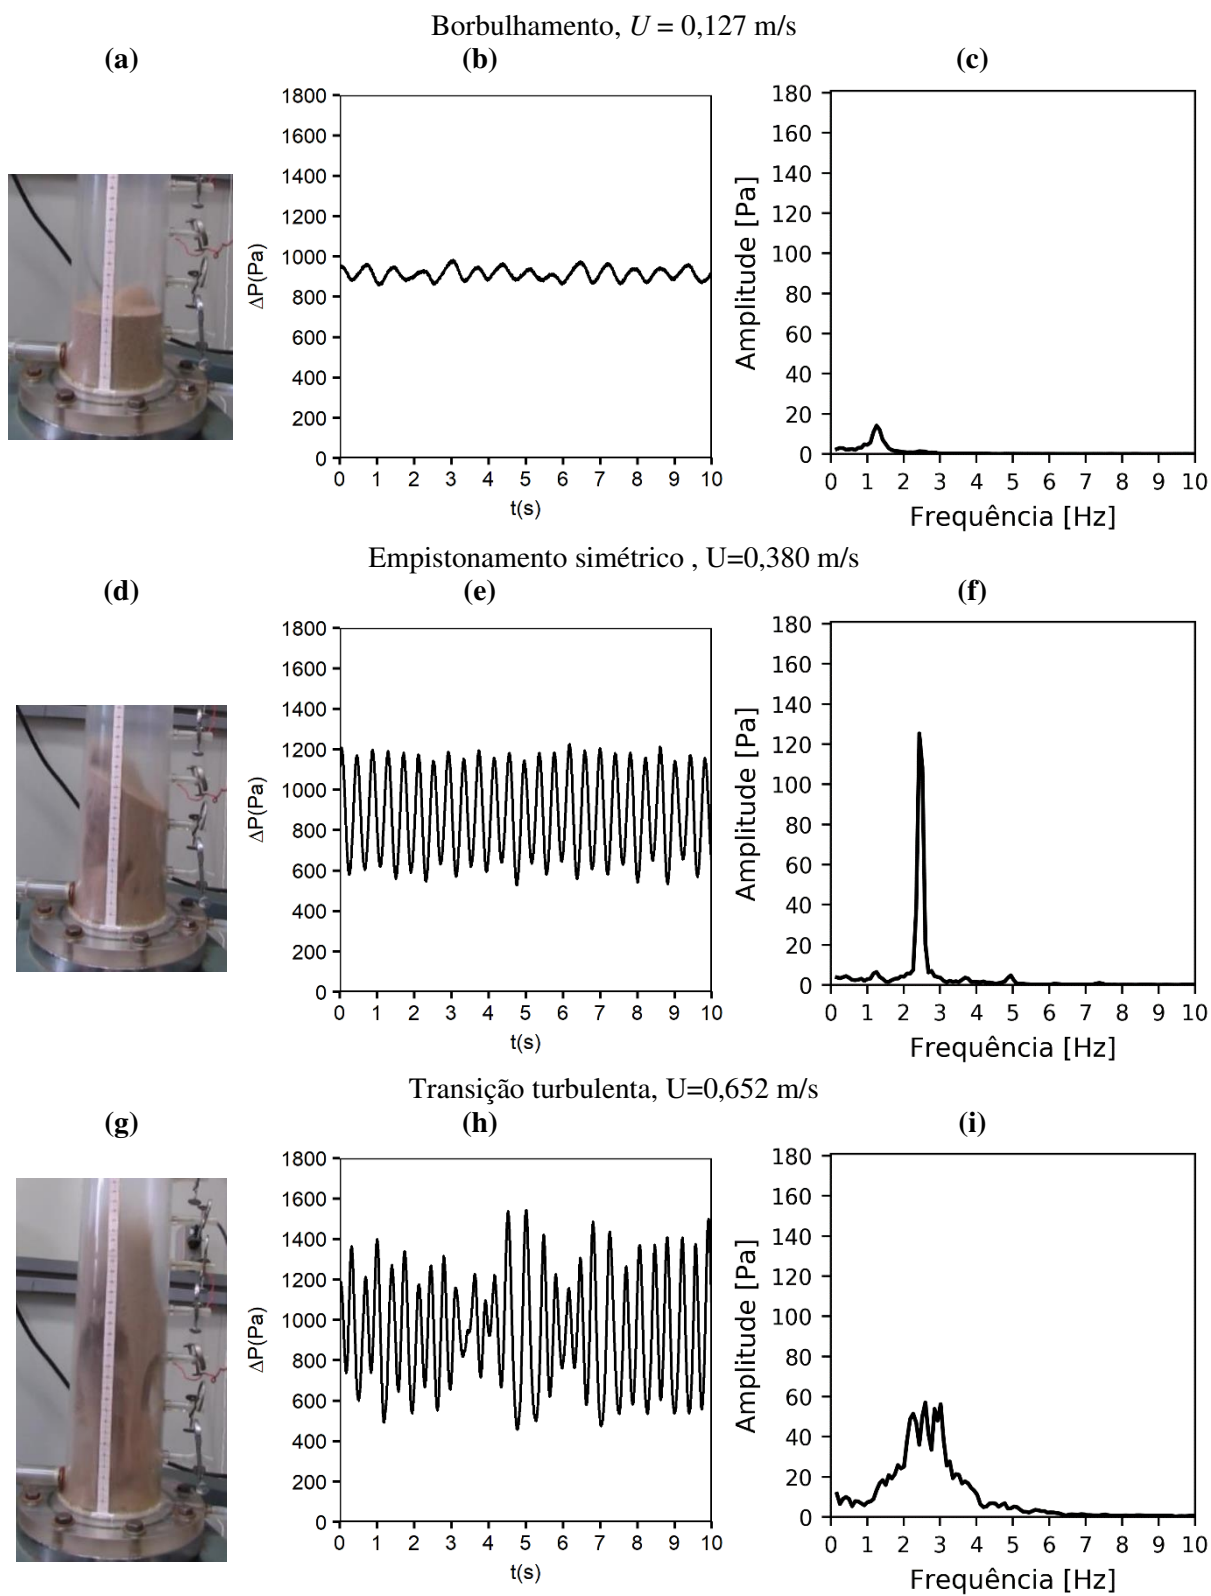 Borbulhamento, U = 0,127 m/s
(a) (b) (c)
1800
1600
1400
1200
1000
800
600
400
200
0
ΔP(Pa)
0 1 2 3 4 5 6 7 8 9 10
t(s)
180
160
140
120
100
80
60
40
20
0
Amplitude [Pa]
0 1 2 3 4 5 6 7 8 9 10
Frequência [Hz]
Empistonamento simétrico , U=0,380 m/s
(d) (e) (f)
1800
1600
1400
1200
1000
800
600
400
200
0
ΔP(Pa)
0 1 2 3 4 5 6 7 8 9 10
t(s)
180
160
140
120
100
80
60
40
20
0
Amplitude [Pa]
0 1 2 3 4 5 6 7 8 9 10
Frequência [Hz]
Transição turbulenta, U=0,652 m/s
(g) (h) (i)
1800
1600
1400
1200
1000
800
600
400
200
0
ΔP(Pa)
0 1 2 3 4 5 6 7 8 9 10
t(s)
180
160
140
120
100
80
60
40
20
0
Amplitude [Pa]
0 1 2 3 4 5 6 7 8 9 10
Frequência [Hz]